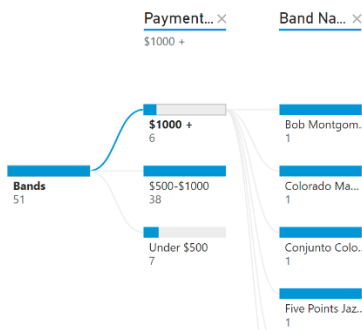 Payment... ×
Band Na... ×
$1000 +
$1000 +
6
Bob Montgom..
1
Bands
51
$500-$1000
38
Colorado Ma...
1
Under $500
7
Conjunto Colo..
1
Five Points Jaz..
1